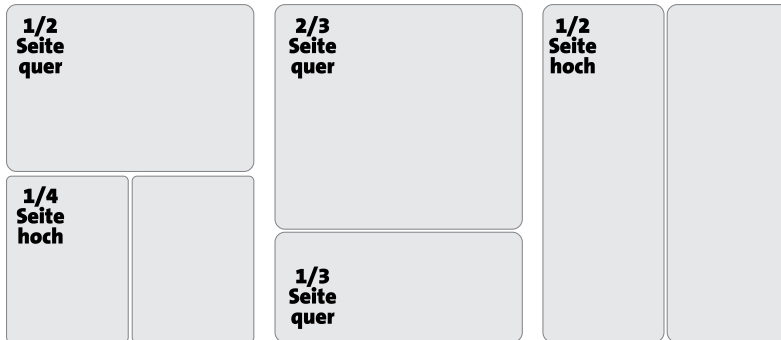 1/2
Seite
quer
1/4
Seite
hoch
2/3
Seite
quer
1/3
Seite
quer
1/2
Seite
hoch